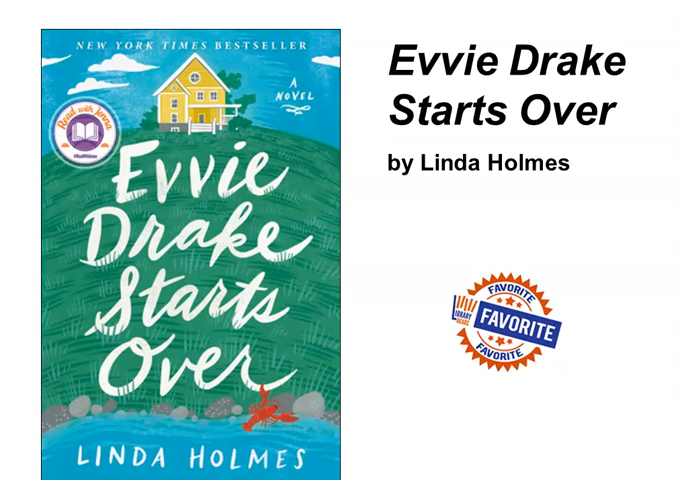 NEW YORK TIMES BESTSELLER
A
NOVEL
Read with Jenna
Evvie
Drake
Starts
Over
LINDA HOLMES
Evvie Drake
Starts Over
by Linda Holmes
FAVORITE
LIBRARY
READS
FAVORITE
FAVORITE